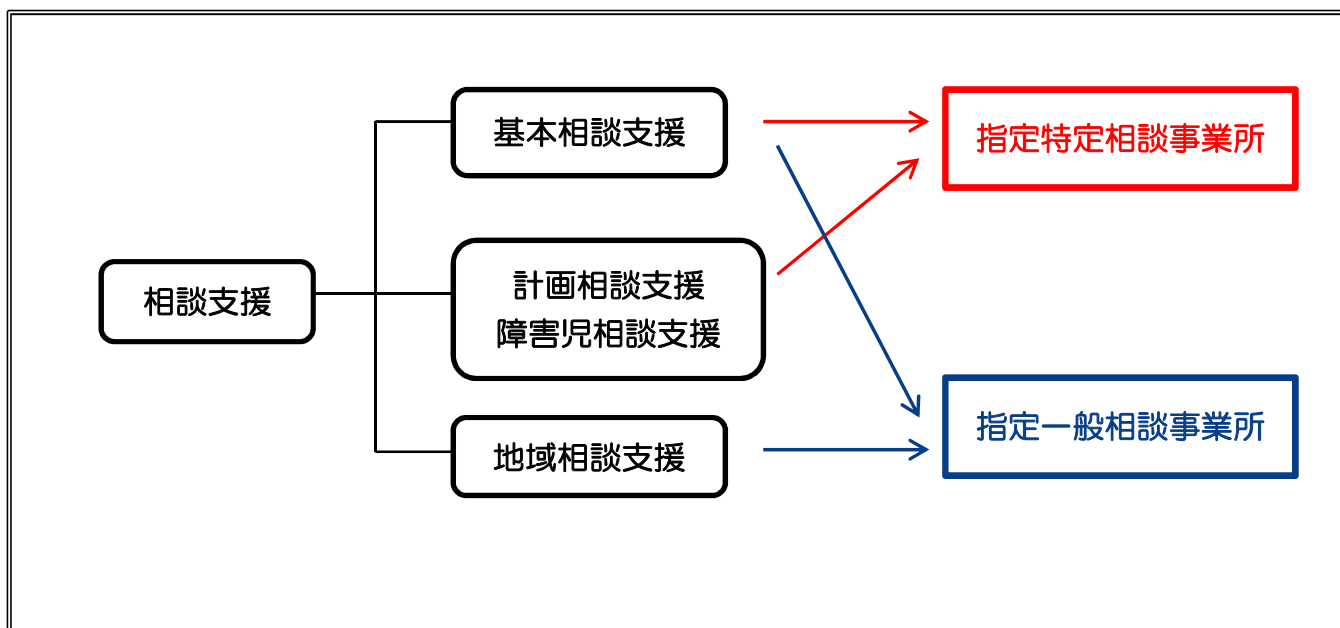 基本相談支援
指定特定相談事業所
相談支援
計画相談支援
障害児相談支援
指定一般相談事業所
地域相談支援